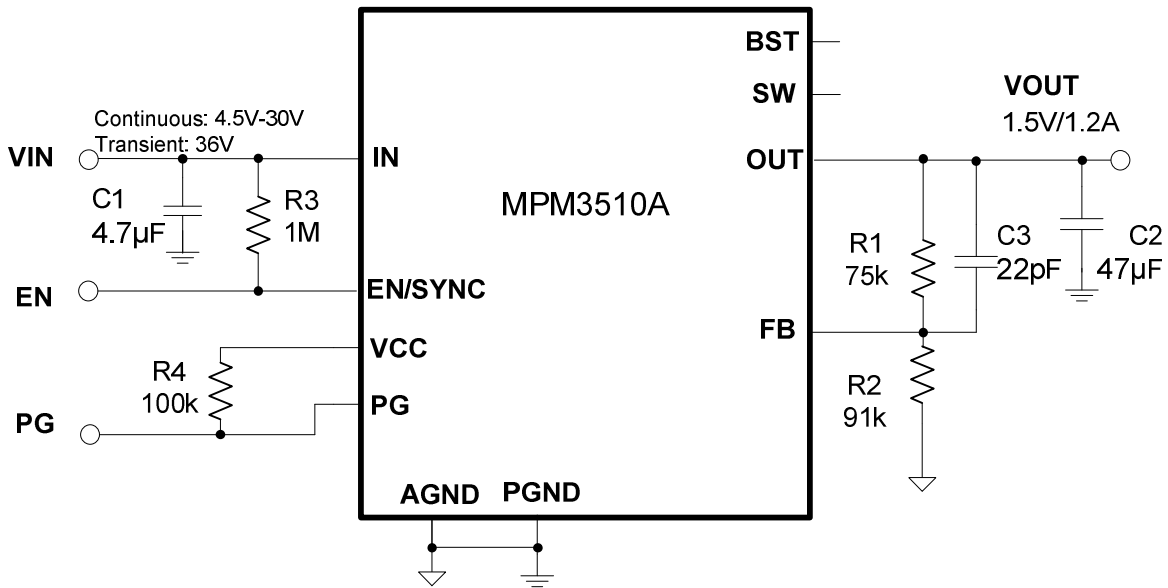 BST
SW
VOUT
1.5V/1.2A
Continuous: 4.5V-30V
Transient: 36V
VIN
IN
OUT
MPM3510A
C1
4.7µF
R3
1M
R1
75k
C3
22pF
C2
47µF
EN
EN/SYNC
FB
VCC
R4
100k
PG
PG
R2
91k
AGND
PGND